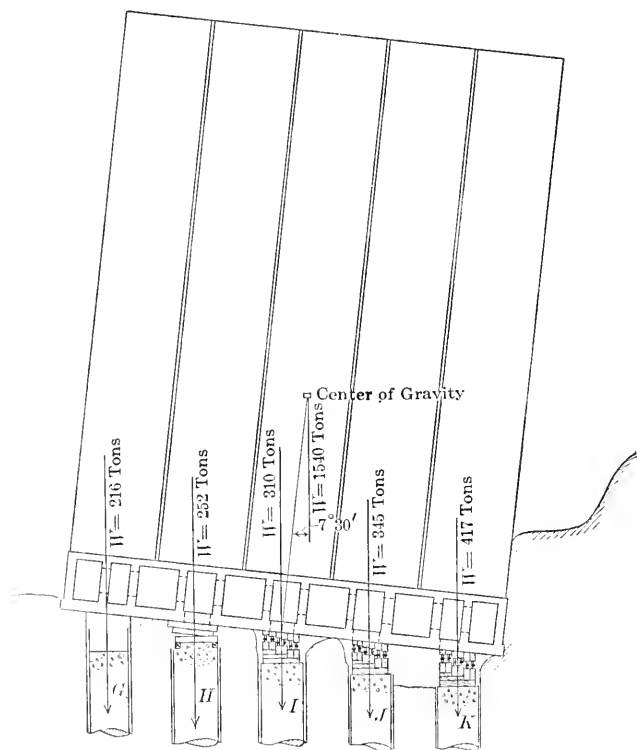 Center of Gravity
W= 216 Tons
W= 252 Tons
W= 310 Tons
W= 1540 Tons
7°30′
W= 345 Tons
W= 417 Tons
G
H
I
J
K